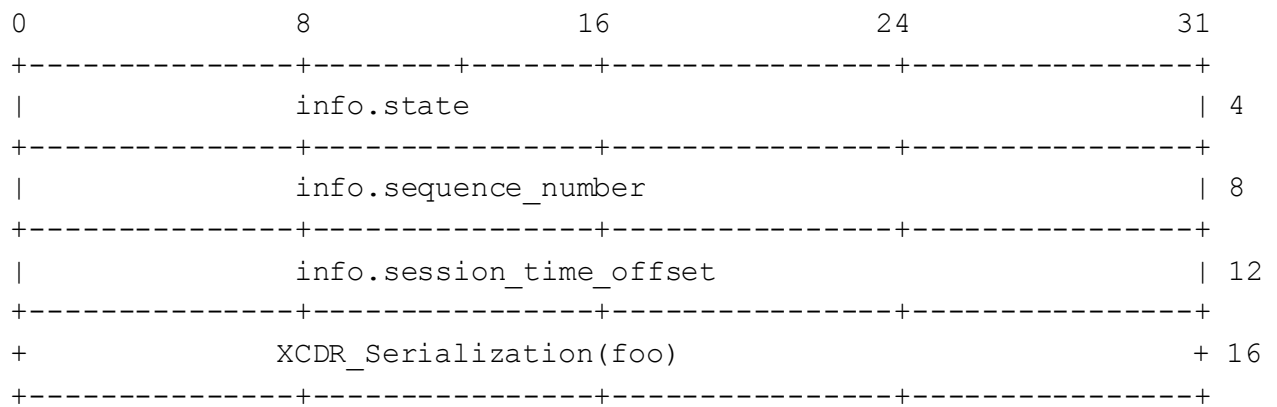 0 8 16 24 31
+---------------+--------+-------+---------------+---------------+
| info.state | 4
+---------------+---------------+---------------+---------------+
| info.sequence_number | 8
+---------------+---------------+---------------+---------------+
| info.session_time_offset | 12
+---------------+---------------+---------------+---------------+
+ XCDR_Serialization(foo) + 16
+---------------+---------------+---------------+---------------+